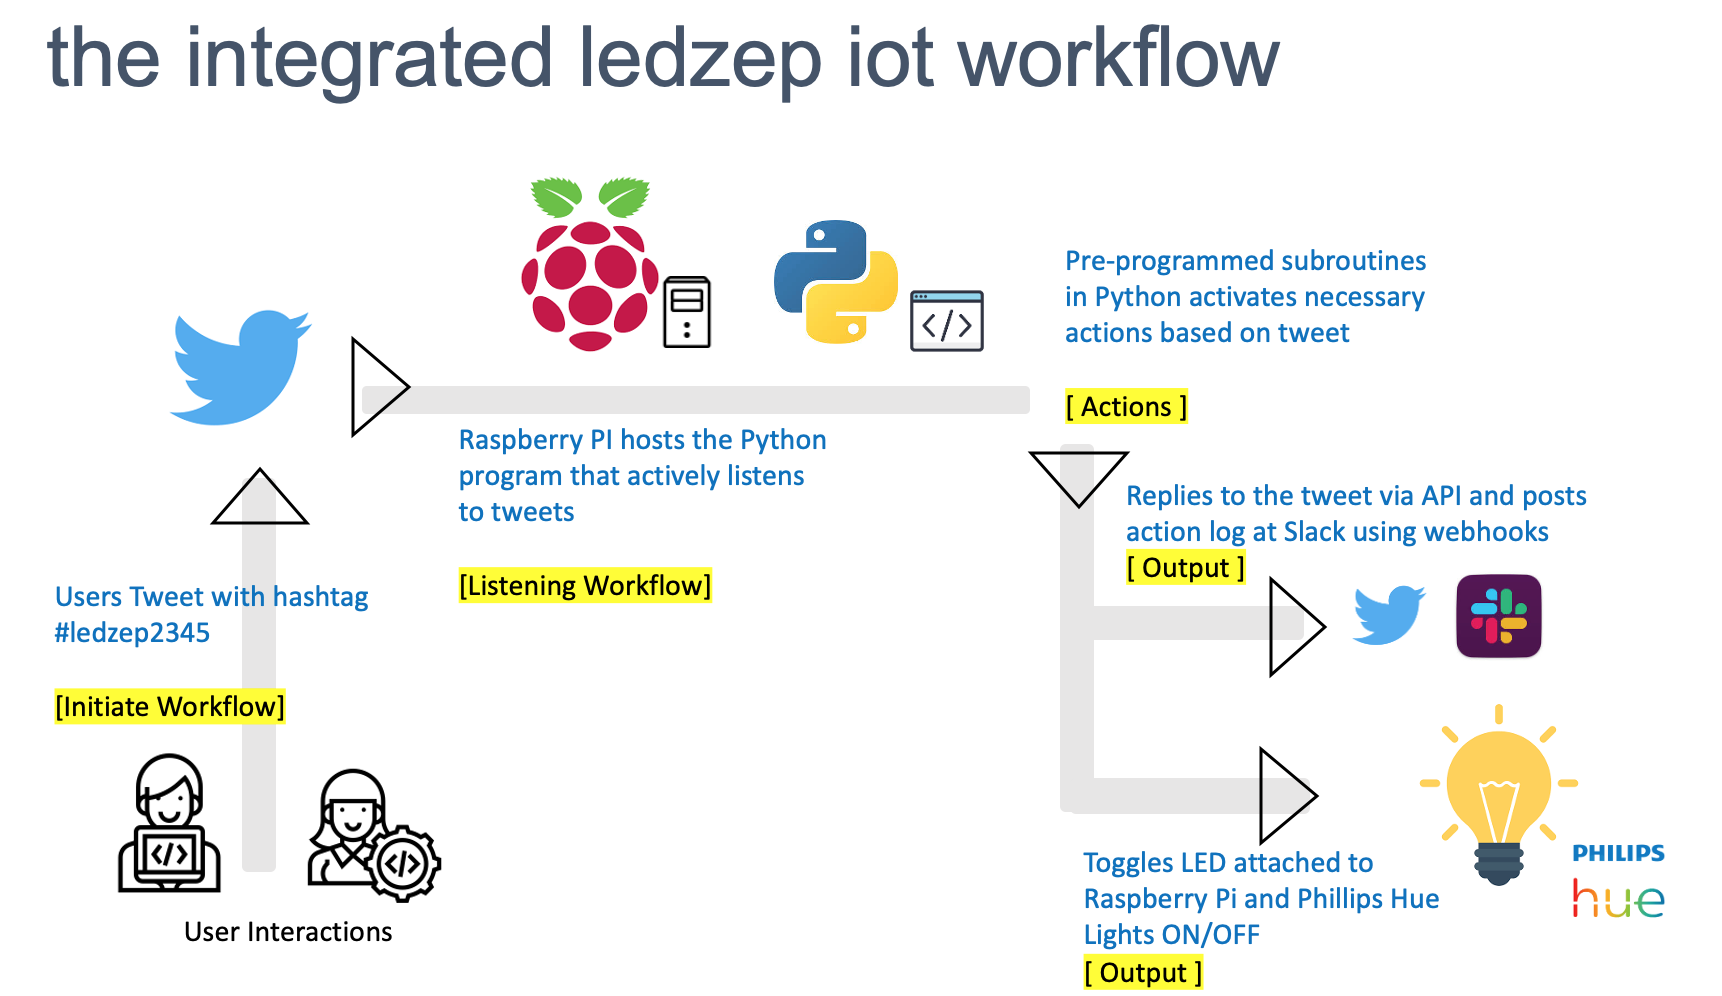 the integrated ledzep iot workflow
Pre-programmed subroutines
in Python activates necessary
actions based on tweet
[ Actions ]
Raspberry PI hosts the Python
program that actively listens
to tweets
[Listening Workflow]
Replies to the tweet via API and posts
action log at Slack using webhooks
[ Output ]
Users Tweet with hashtag
#ledzep2345
[Initiate Workflow]
User Interactions
Toggles LED attached to
Raspberry Pi and Phillips Hue
Lights ON/OFF
[ Output ]
PHILIPS
hue